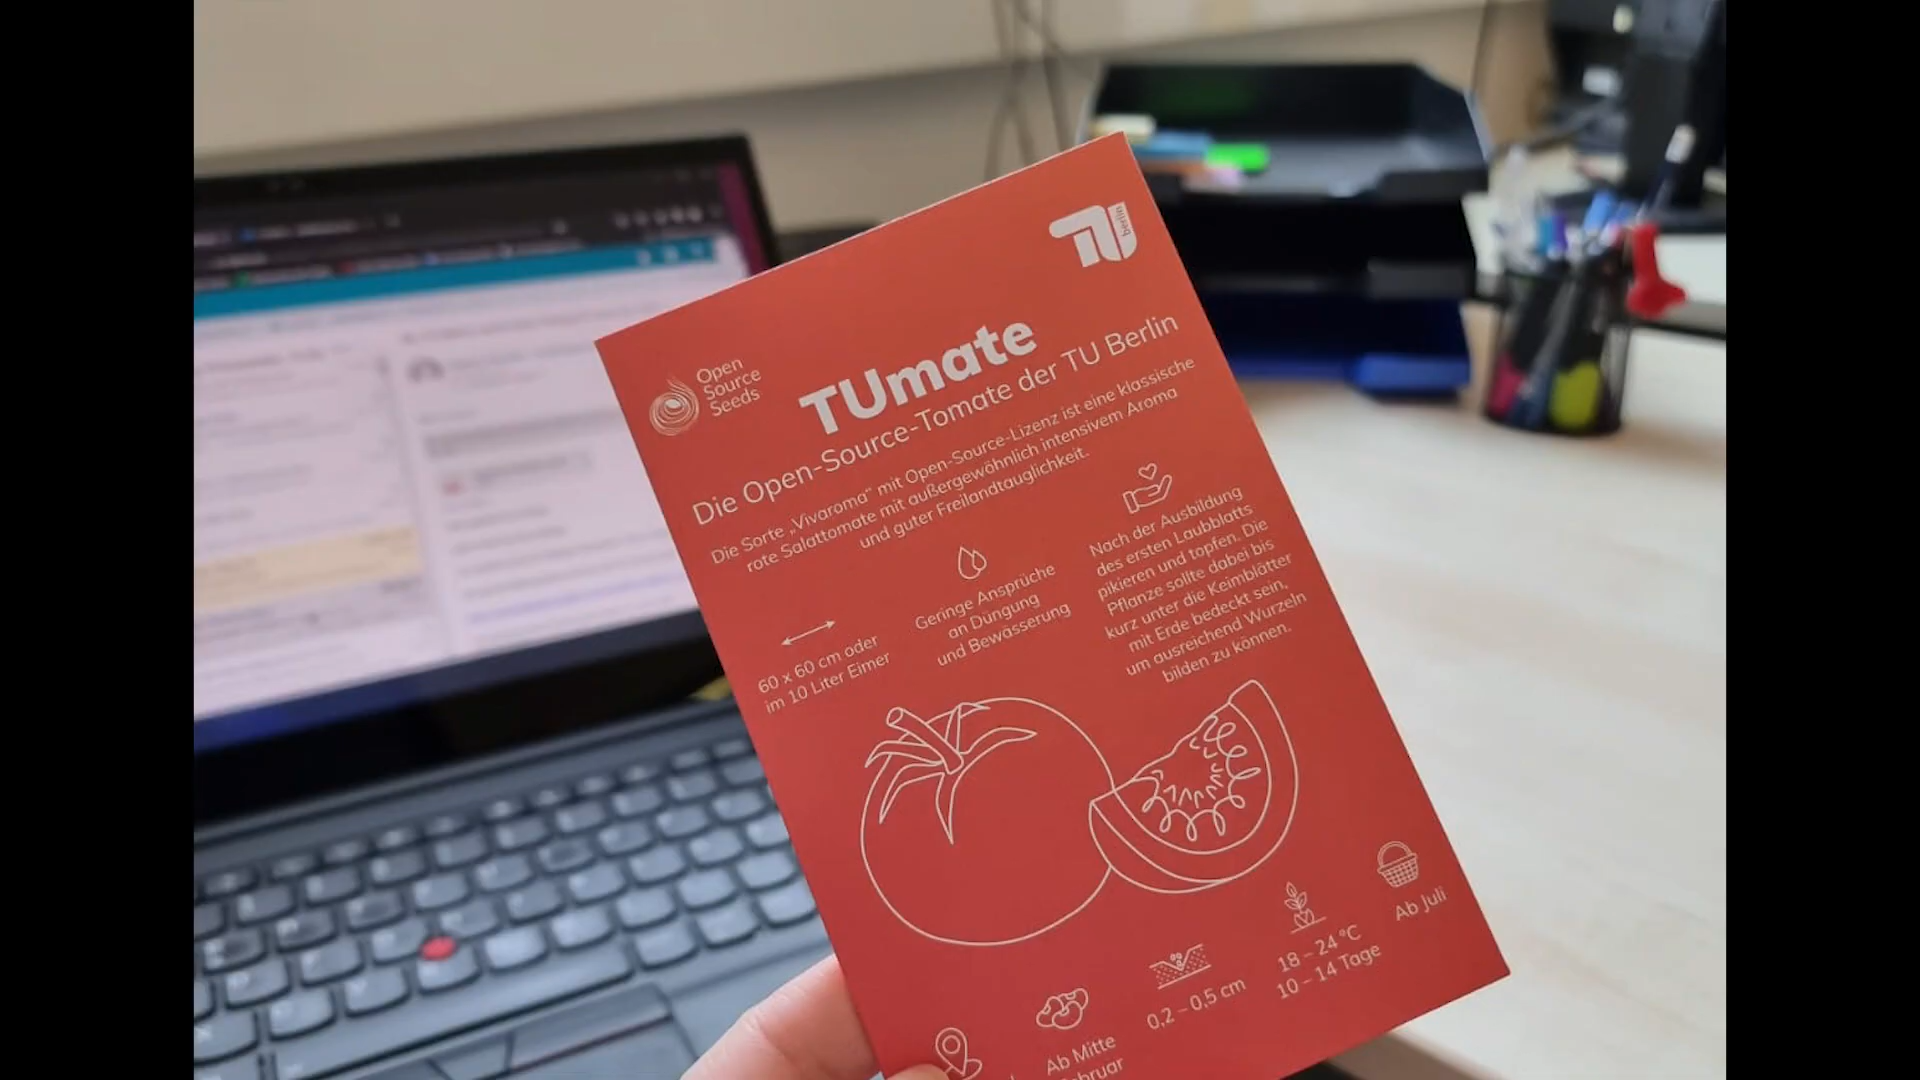 TU berlin
Open
Source
Seeds
TUmate
Die Open-Source-Tomate der TU Berlin
Die Sorte „Vivaroma“ mit Open-Source-Lizenz ist eine klassische
rote Salattomate mit außergewöhnlich intensivem Aroma
und guter Freilandtauglichkeit.
60 x 60 cm oder
im 10 Liter Eimer
Geringe Ansprüche
an Düngung
und Bewässerung
Nach der Ausbildung
des ersten Laubblatts
pikieren und topfen. Die
Pflanze sollte dabei bis
kurz unter die Keimblätter
mit Erde bedeckt sein,
um ausreichend Wurzeln
bilden zu können.
Ab Mitte
0,2 – 0,5 cm
18 – 24 °C
10 – 14 Tage
Ab Juli